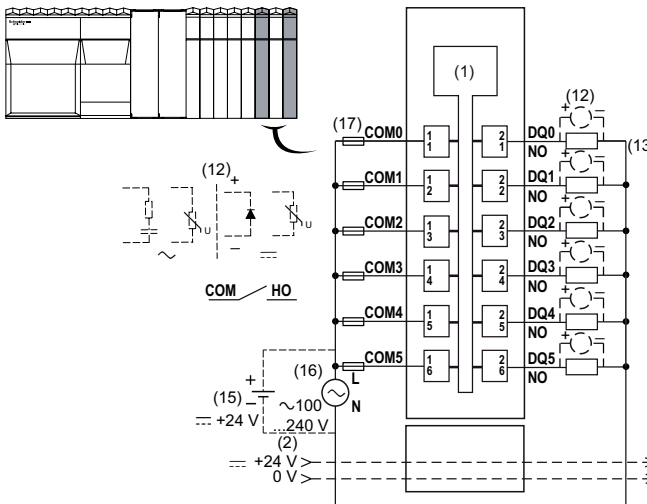 Schneider
(1)
(12)
(17)
COM0
1
1
2
1
DQ0
NO
(13
COM1
1
2
2
2
DQ1
NO
COM2
1
3
2
3
DQ2
NO
COM3
1
4
2
4
DQ3
NO
COM4
1
5
2
5
DQ4
NO
COM5
1
6
2
6
DQ5
NO
(12)
+
U
−
U
COM HO
(16)
L
N
~100
...240 V
+
(15)
−
+24 V
(2)
+24 V
0 V